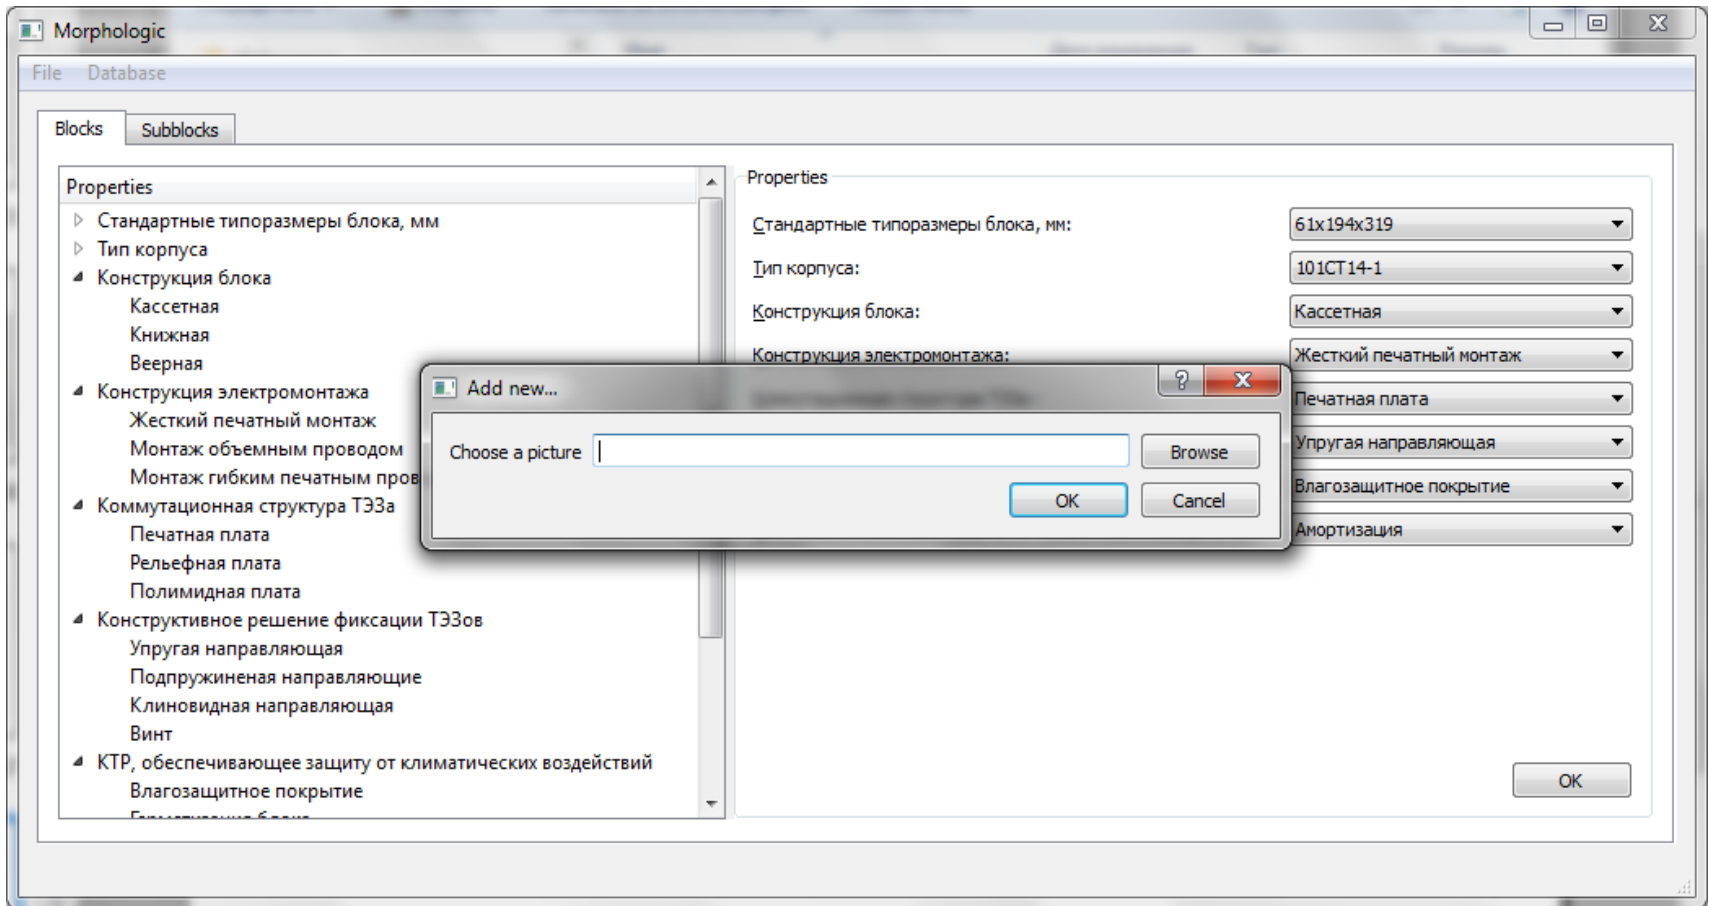 Morphologic
File Database
Blocks Subblocks
Properties
Стандартные типоразмеры блока, мм
Тип корпуса
Конструкция блока
Кассетная
Книжная
Веерная
Конструкция электромонтажа
Жесткий печатный монтаж
Монтаж объемным проводом
Монтаж гибким печатным пров
Коммутационная структура ТЭЗа
Печатная плата
Рельефная плата
Полимидная плата
Конструктивное решение фиксации ТЭЗов
Упругая направляющая
Подпружиненая направляющие
Клиновидная направляющая
Винт
КТР, обеспечивающее защиту от климатических воздействий
Влагозащитное покрытие
Properties
Стандартные типоразмеры блока, мм: 61x194x319
Тип корпуса: 101СТ14-1
Конструкция блока: Кассетная
Конструкция электромонтажа: Жесткий печатный монтаж
Печатная плата
Упругая направляющая
Влагозащитное покрытие
Амортизация
OK
Add new...
Choose a picture Browse
OK Cancel